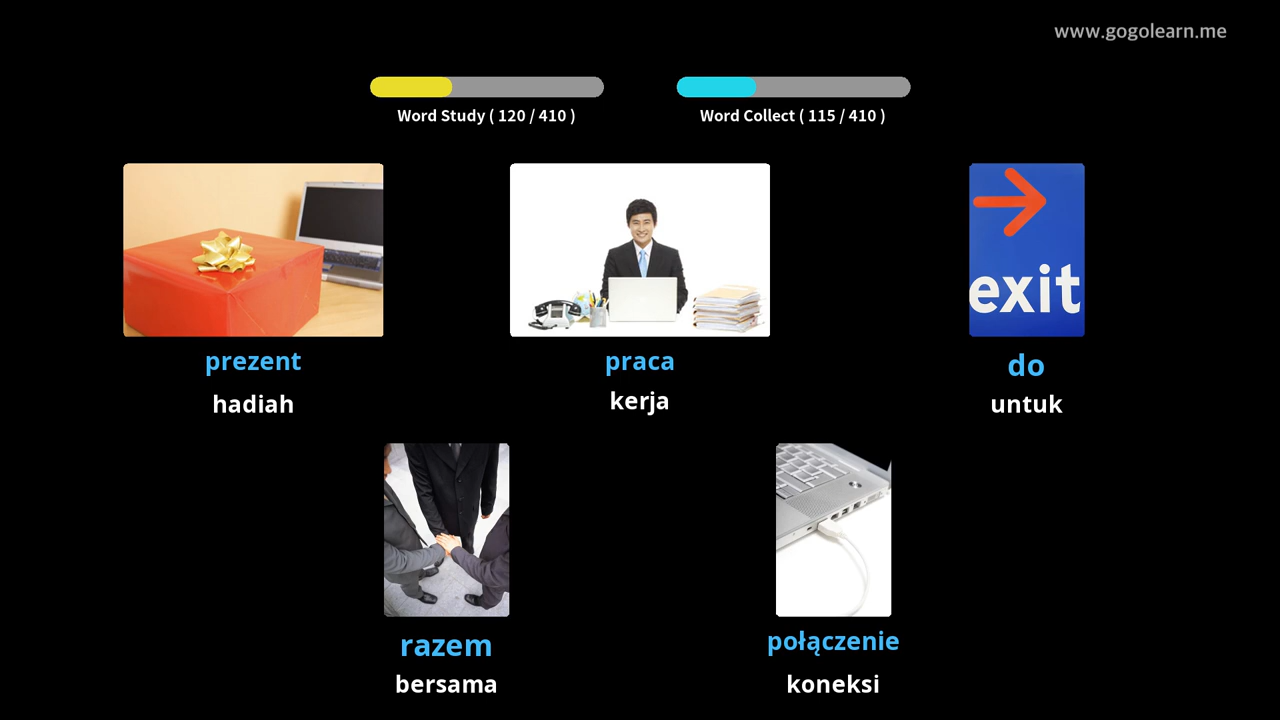 www.gogolearn.me
Word Study ( 120 / 410 )
Word Collect ( 115 / 410 )
exit
prezent
hadiah
praca
kerja
do
untuk
razem
bersama
połączenie
koneksi